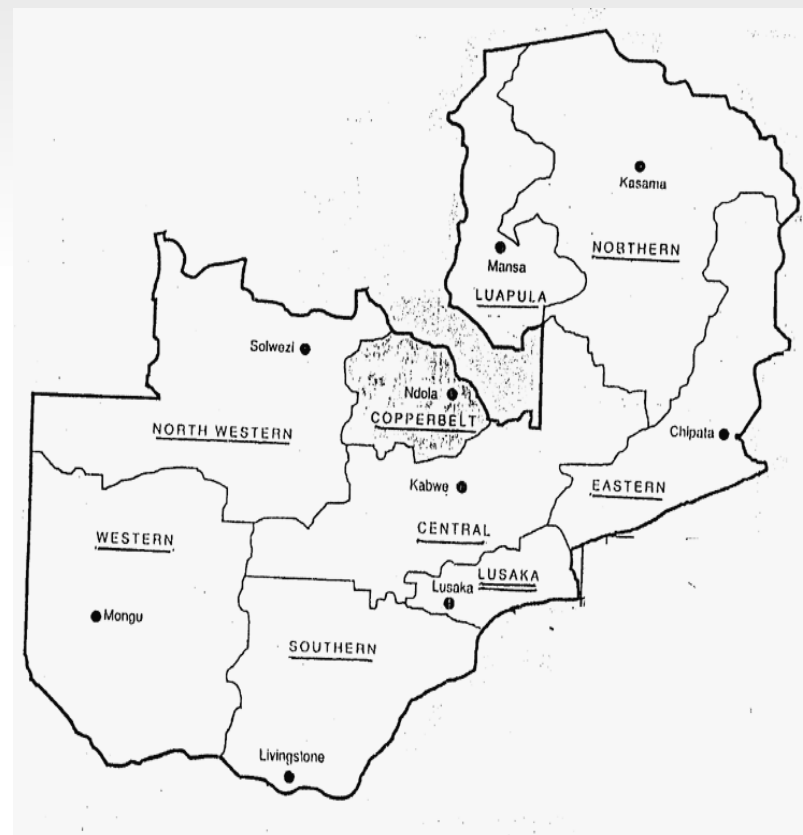 Kasama
NORTHERN
Mansa
LUAPULA
Solwezi
Ndola
COPPERBELT
NORTH WESTERN
Chipata
Kabwe
EASTERN
CENTRAL
WESTERN
LUSAKA
Lusaka
Mongu
SOUTHERN
Livingstone